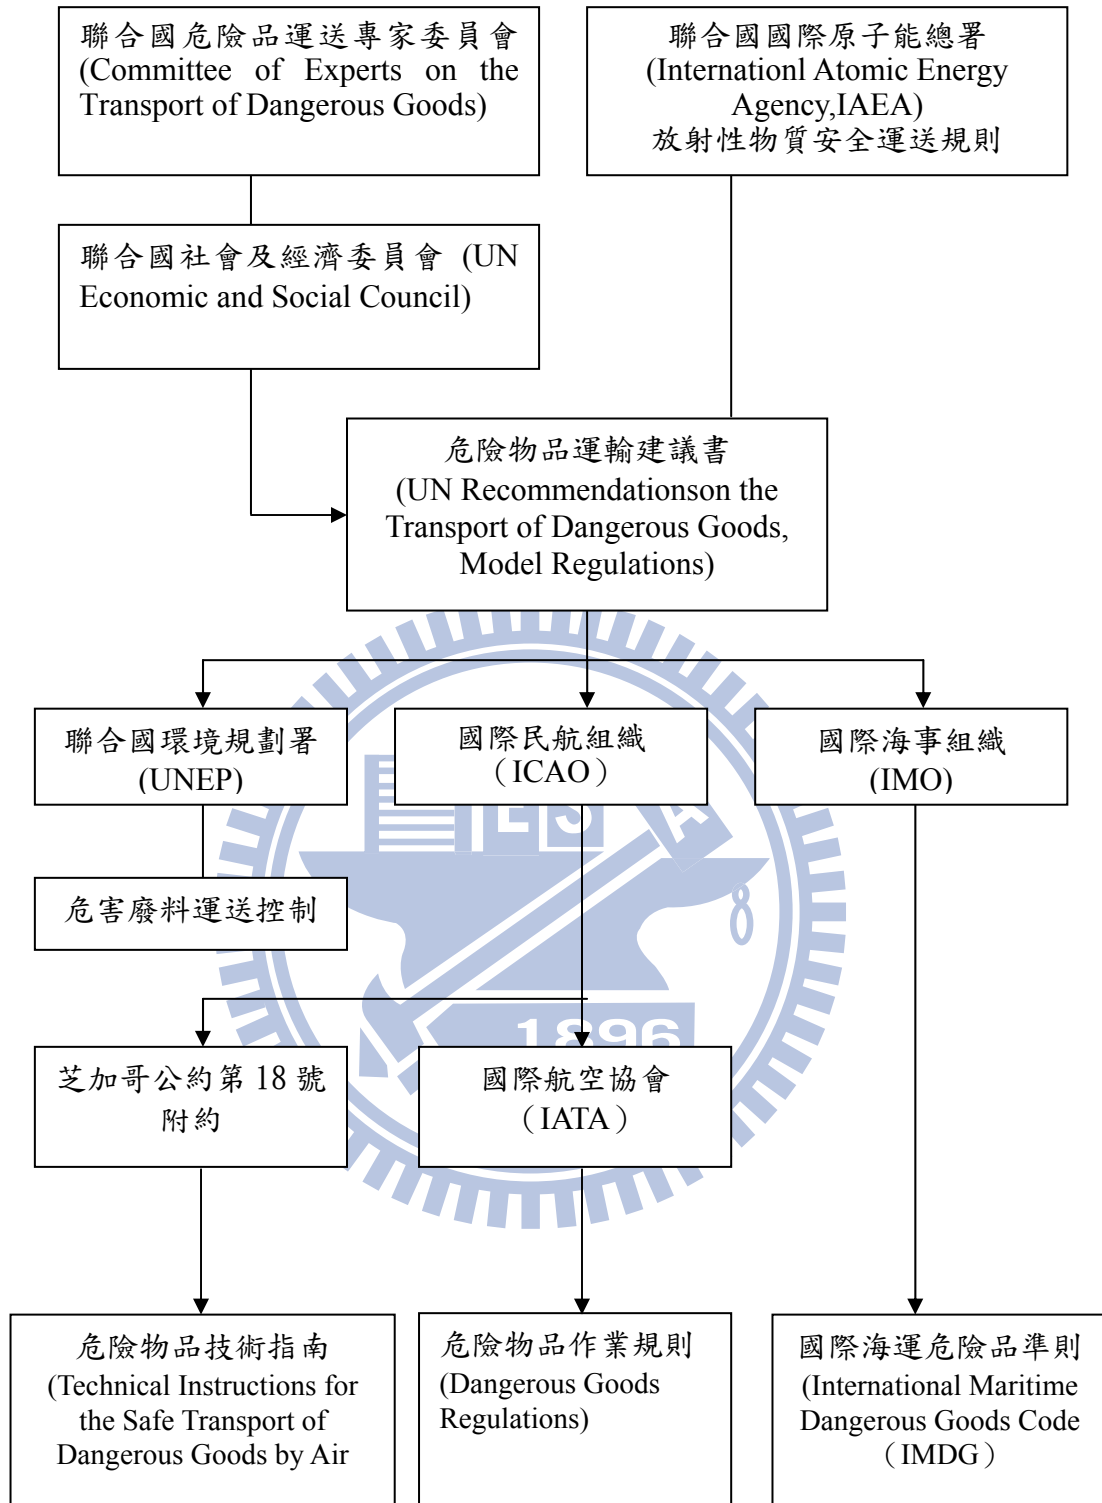 聯合國危險品運送專家委員會
(Committee of Experts on the
Transport of Dangerous Goods)
聯合國國際原子能總署
(Internationl Atomic Energy
Agency,IAEA)
放射性物質安全運送規則
聯合國社會及經濟委員會 (UN
Economic and Social Council)
危險物品運輸建議書
(UN Recommendationson the
Transport of Dangerous Goods,
Model Regulations)
聯合國環境規劃署
(UNEP)
國際民航組織
（ICAO）
國際海事組織
(IMO)
E S A
危害廢料運送控制
8
1896
芝加哥公約第 18 號
附約
國際航空協會
（IATA）
危險物品技術指南
(Technical Instructions for
the Safe Transport of
Dangerous Goods by Air
危險物品作業規則
(Dangerous Goods
Regulations)
國際海運危險品準則
(International Maritime
Dangerous Goods Code
（IMDG）